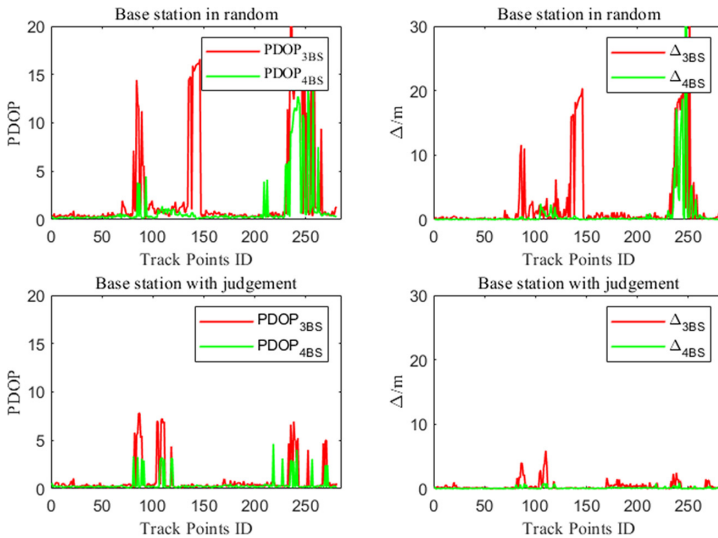 Base station in random
20
15
10
5
0
PDOP
PDOP3BS
PDOP4BS
0 50 100 150 200 250
Track Points ID
Base station in random
30
20
10
0
Δ/m
Δ3BS
Δ4BS
0 50 100 150 200 250
Track Points ID
Base station with judgement
20
15
10
5
0
PDOP
PDOP3BS
PDOP4BS
0 50 100 150 200 250
Track Points ID
Base station with judgement
30
20
10
0
Δ/m
Δ3BS
Δ4BS
0 50 100 150 200 250
Track Points ID